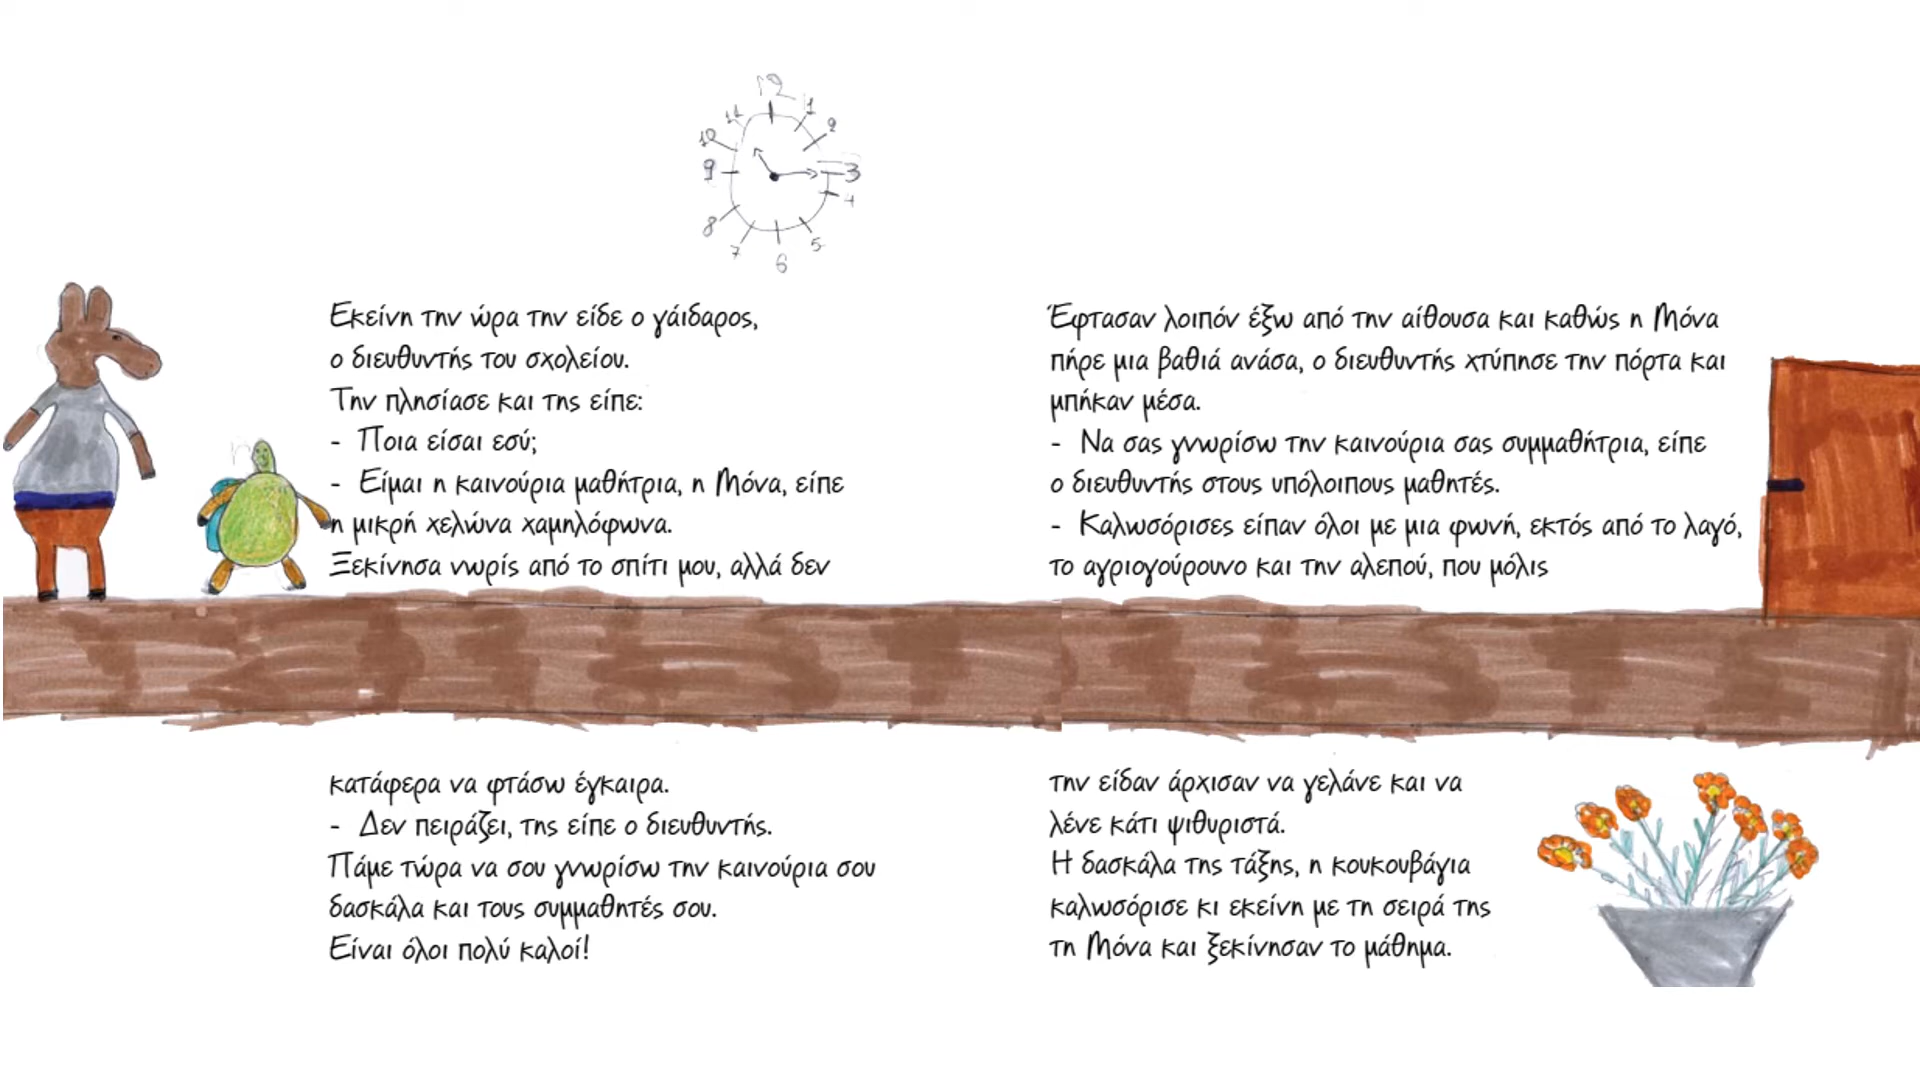 12
11
1
10
2
9
3
8
4
7
5
6
Εκείνη την ώρα την είδε ο γάιδαρος,
ο διευθυντής του σχολείου.
Την πλησίασε και της είπε:
- Ποια είσαι εσύ;
- Είμαι η καινούρια μαθήτρια, η Μόνα, είπε
η μικρή χελώνα χαμηλόφωνα.
Ξεκίνησα νωρίς από το σπίτι μου, αλλά δεν
κατάφερα να φτάσω έγκαιρα.
- Δεν πειράζει, της είπε ο διευθυντής.
Πάμε τώρα να σου γνωρίσω την καινούρια σου
δασκάλα και τους συμμαθητές σου.
Είναι όλοι πολύ καλοί!
Έφτασαν λοιπόν έξω από την αίθουσα και καθώς η Μόνα
πήρε μια βαθιά ανάσα, ο διευθυντής χτύπησε την πόρτα και
μπήκαν μέσα.
- Να σας γνωρίσω την καινούρια σας συμμαθήτρια, είπε
ο διευθυντής στους υπόλοιπους μαθητές.
- Καλωσόρισες είπαν όλοι με μια φωνή, εκτός από το λαγό,
το αγριογούρουνο και την αλεπού, που μόλις
την είδαν άρχισαν να γελάνε και να
λένε κάτι ψιθυριστά.
Η δασκάλα της τάξης, η κουκουβάγια
καλωσόρισε κι εκείνη με τη σειρά της
τη Μόνα και ξεκίνησαν το μάθημα.